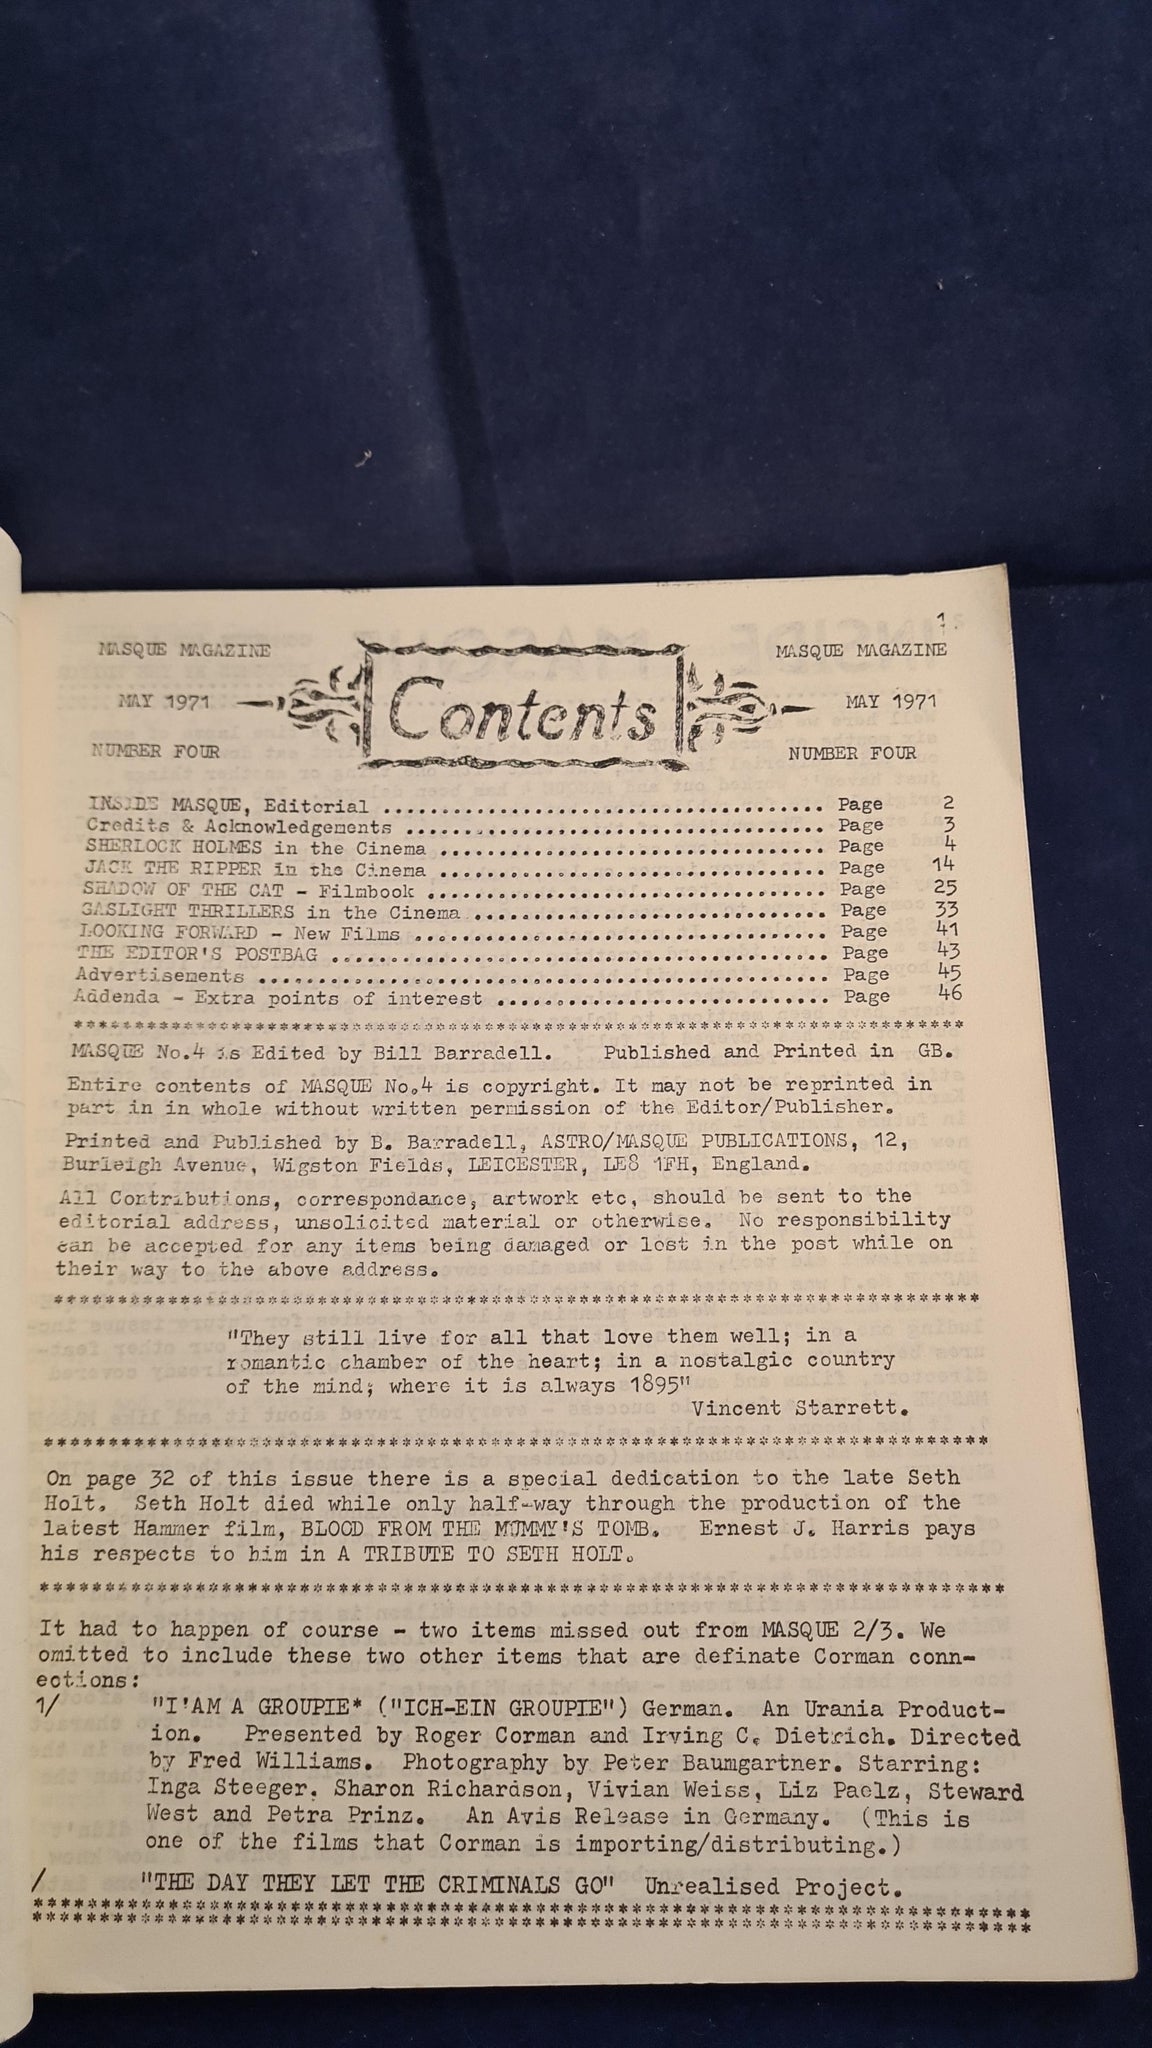 1
MASQUE MAGAZINE
MAY 1971
NUMBER FOUR
Contents
MASQUE MAGAZINE
MAY 1971
NUMBER FOUR
INSIDE MASQUE, Editorial .................................... Page 2
Credits & Acknowledgements .................................. Page 3
SHERLOCK HOLMES in the Cinema ............................... Page 4
JACK THE RIPPER in the Cinema ............................... Page 14
SHADOW OF THE CAT - Filmbook ................................ Page 25
GASLIGHT THRILLERS in the Cinema ............................ Page 33
LOOKING FORWARD - New Films ................................. Page 41
THE EDITOR'S POSTBAG ........................................ Page 43
Advertisements .............................................. Page 45
Addenda - Extra points of interest .......................... Page 46
**********************************************************************
MASQUE No.4 is Edited by Bill Barradell. Published and Printed in GB.
Entire contents of MASQUE No.4 is copyright. It may not be reprinted in
part in in whole without written permission of the Editor/Publisher.
Printed and Published by B. Barradell, ASTRO/MASQUE PUBLICATIONS, 12,
Burleigh Avenue, Wigston Fields, LEICESTER, LE8 1FH, England.
All Contributions, correspondance, artwork etc, should be sent to the
editorial address, unsolicited material or otherwise. No responsibility
can be accepted for any items being damaged or lost in the post while on
their way to the above address.
**********************************************************************
"They still live for all that love them well; in a
romantic chamber of the heart; in a nostalgic country
of the mind; where it is always 1895"
Vincent Starrett.
**********************************************************************
On page 32 of this issue there is a special dedication to the late Seth
Holt. Seth Holt died while only half-way through the production of the
latest Hammer film, BLOOD FROM THE MUMMY'S TOMB. Ernest J. Harris pays
his respects to him in A TRIBUTE TO SETH HOLT.
**********************************************************************
It had to happen of course - two items missed out from MASQUE 2/3. We
omitted to include these two other items that are definate Corman conn-
ections:
1/ "I'AM A GROUPIE* ("ICH-EIN GROUPIE") German. An Urania Product-
ion. Presented by Roger Corman and Irving C. Dietrich. Directed
by Fred Williams. Photography by Peter Baumgartner. Starring:
Inga Steeger. Sharon Richardson, Vivian Weiss, Liz Paelz, Steward
West and Petra Prinz. An Avis Release in Germany. (This is
one of the films that Corman is importing/distributing.)
/ "THE DAY THEY LET THE CRIMINALS GO" Unrealised Project.
**********************************************************************
**********************************************************************